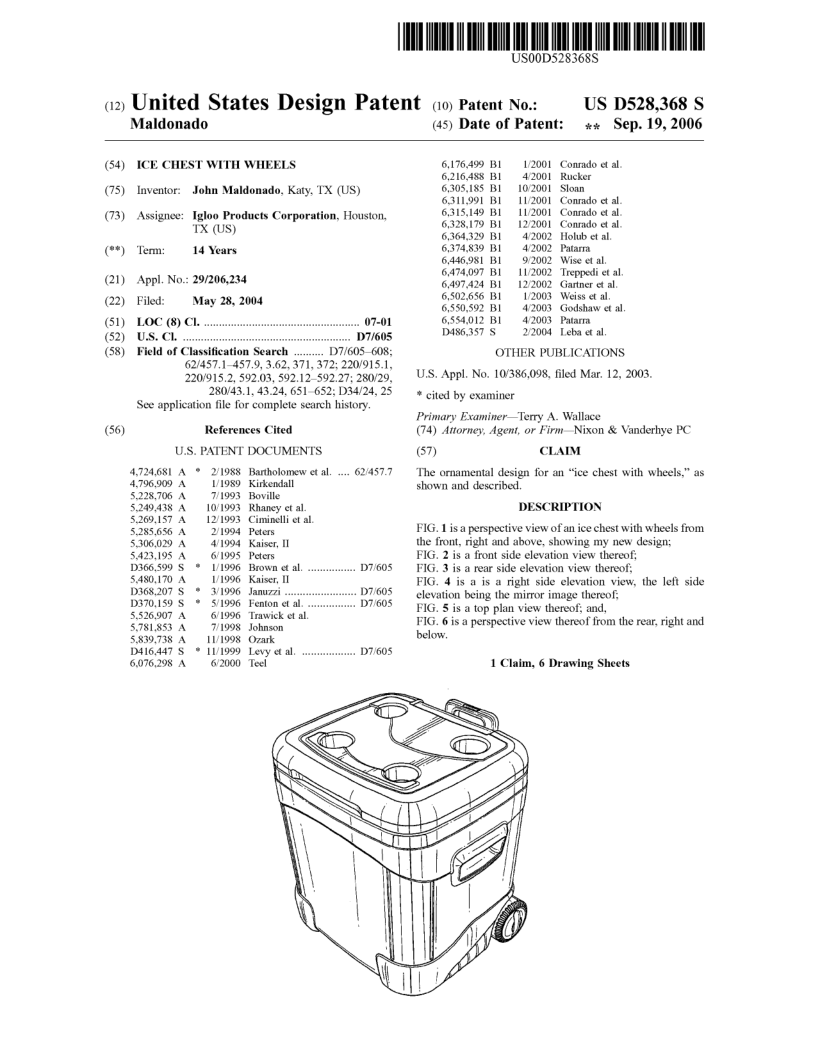 US00D528368S
(12) United States Design Patent
Maldonado
(10) Patent No.: US D528,368 S
(45) Date of Patent: ** Sep. 19, 2006
(54) ICE CHEST WITH WHEELS
(75) Inventor: John Maldonado, Katy, TX (US)
(73) Assignee: Igloo Products Corporation, Houston,
TX (US)
(**) Term: 14 Years
(21) Appl. No.: 29/206,234
(22) Filed: May 28, 2004
(51) LOC (8) Cl. .................................................... 07-01
(52) U.S. Cl. ........................................................ D7/605
(58) Field of Classification Search .......... D7/605–608;
62/457.1–457.9, 3.62, 371, 372; 220/915.1,
220/915.2, 592.03, 592.12–592.27; 280/29,
280/43.1, 43.24, 651–652; D34/24, 25
See application file for complete search history.
(56) References Cited
U.S. PATENT DOCUMENTS
4,724,681 A * 2/1988 Bartholomew et al. .... 62/457.7
4,796,909 A 1/1989 Kirkendall
5,228,706 A 7/1993 Boville
5,249,438 A 10/1993 Rhaney et al.
5,269,157 A 12/1993 Ciminelli et al.
5,285,656 A 2/1994 Peters
5,306,029 A 4/1994 Kaiser, II
5,423,195 A 6/1995 Peters
D366,599 S * 1/1996 Brown et al. ................ D7/605
5,480,170 A 1/1996 Kaiser, II
D368,207 S * 3/1996 Januzzi ........................ D7/605
D370,159 S * 5/1996 Fenton et al. ................ D7/605
5,526,907 A 6/1996 Trawick et al.
5,781,853 A 7/1998 Johnson
5,839,738 A 11/1998 Ozark
D416,447 S * 11/1999 Levy et al. .................. D7/605
6,076,298 A 6/2000 Teel
6,176,499 B1 1/2001 Conrado et al.
6,216,488 B1 4/2001 Rucker
6,305,185 B1 10/2001 Sloan
6,311,991 B1 11/2001 Conrado et al.
6,315,149 B1 11/2001 Conrado et al.
6,328,179 B1 12/2001 Conrado et al.
6,364,329 B1 4/2002 Holub et al.
6,374,839 B1 4/2002 Patarra
6,446,981 B1 9/2002 Wise et al.
6,474,097 B1 11/2002 Treppedi et al.
6,497,424 B1 12/2002 Gartner et al.
6,502,656 B1 1/2003 Weiss et al.
6,550,592 B1 4/2003 Godshaw et al.
6,554,012 B1 4/2003 Patarra
D486,357 S 2/2004 Leba et al.
OTHER PUBLICATIONS
U.S. Appl. No. 10/386,098, filed Mar. 12, 2003.
* cited by examiner
Primary Examiner—Terry A. Wallace
(74) Attorney, Agent, or Firm—Nixon & Vanderhye PC
(57) CLAIM
The ornamental design for an “ice chest with wheels,” as
shown and described.
DESCRIPTION
FIG. 1 is a perspective view of an ice chest with wheels from
the front, right and above, showing my new design;
FIG. 2 is a front side elevation view thereof;
FIG. 3 is a rear side elevation view thereof;
FIG. 4 is a is a right side elevation view, the left side
elevation being the mirror image thereof;
FIG. 5 is a top plan view thereof; and,
FIG. 6 is a perspective view thereof from the rear, right and
below.
1 Claim, 6 Drawing Sheets